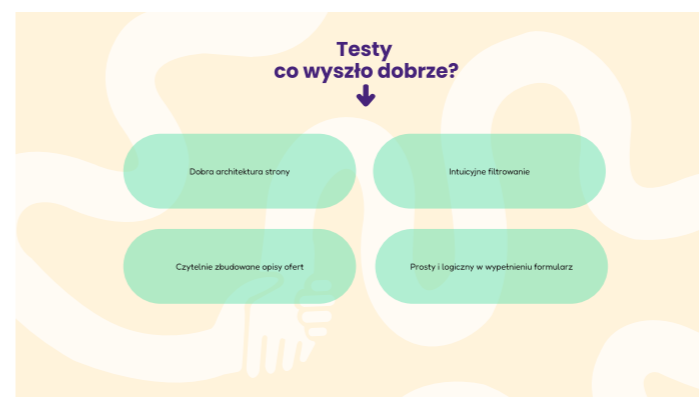 Testy
co wyszło dobrze?
Dobra architektura strony
Intuicyjne filtrowanie
Czytelnie zbudowane opisy ofert
Prosty i logiczny w wypełnieniu formularz